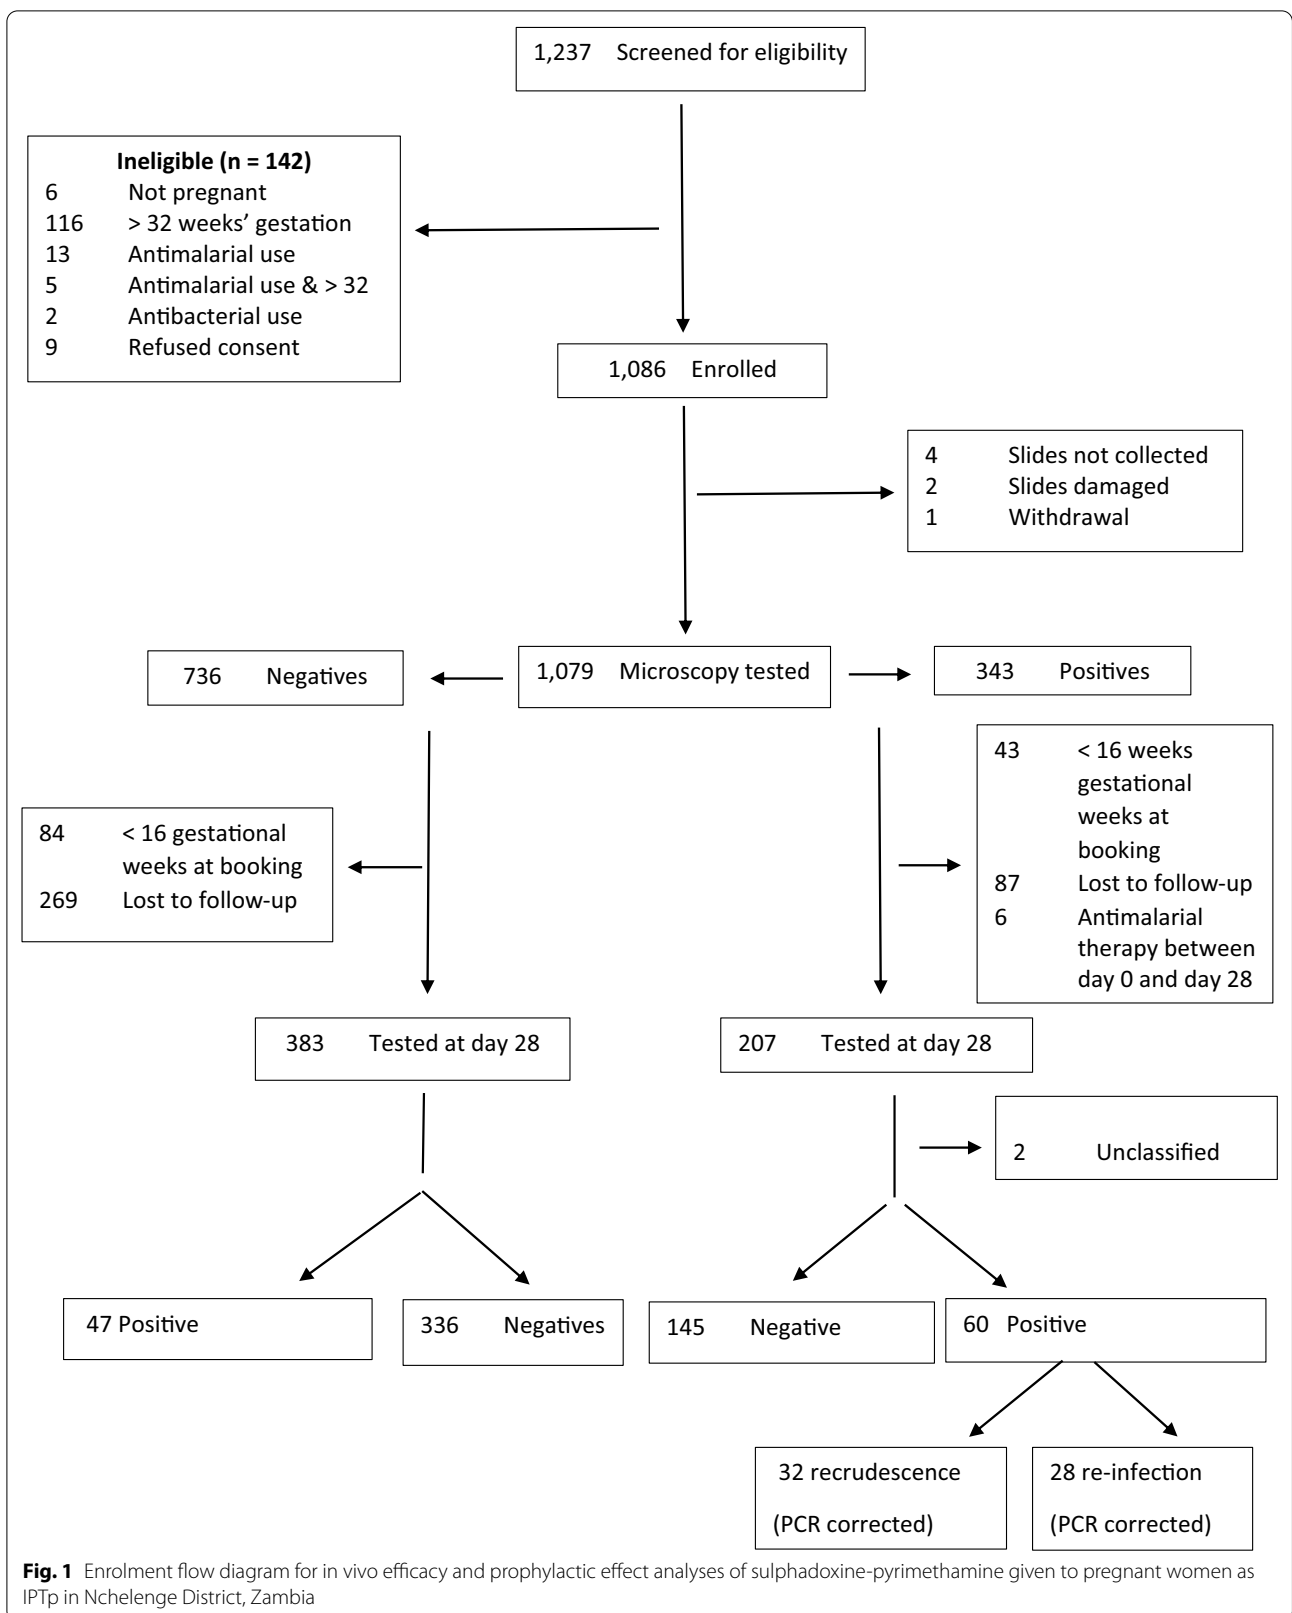 1,237 Screened for eligibility
Ineligible (n = 142)
6 Not pregnant
116 > 32 weeks’ gestation
13 Antimalarial use
5 Antimalarial use & > 32
2 Antibacterial use
9 Refused consent
1,086 Enrolled
4 Slides not collected
2 Slides damaged
1 Withdrawal
736 Negatives
1,079 Microscopy tested
343 Positives
43 < 16 weeks
gestational
weeks at
booking
87 Lost to follow-up
6 Antimalarial
therapy between
day 0 and day 28
84 < 16 gestational
weeks at booking
269 Lost to follow-up
383 Tested at day 28
207 Tested at day 28
2 Unclassified
47 Positive
336 Negatives
145 Negative
60 Positive
32 recrudescence
(PCR corrected)
28 re-infection
(PCR corrected)
Fig. 1 Enrolment flow diagram for in vivo efficacy and prophylactic effect analyses of sulphadoxine-pyrimethamine given to pregnant women as
IPTp in Nchelenge District, Zambia